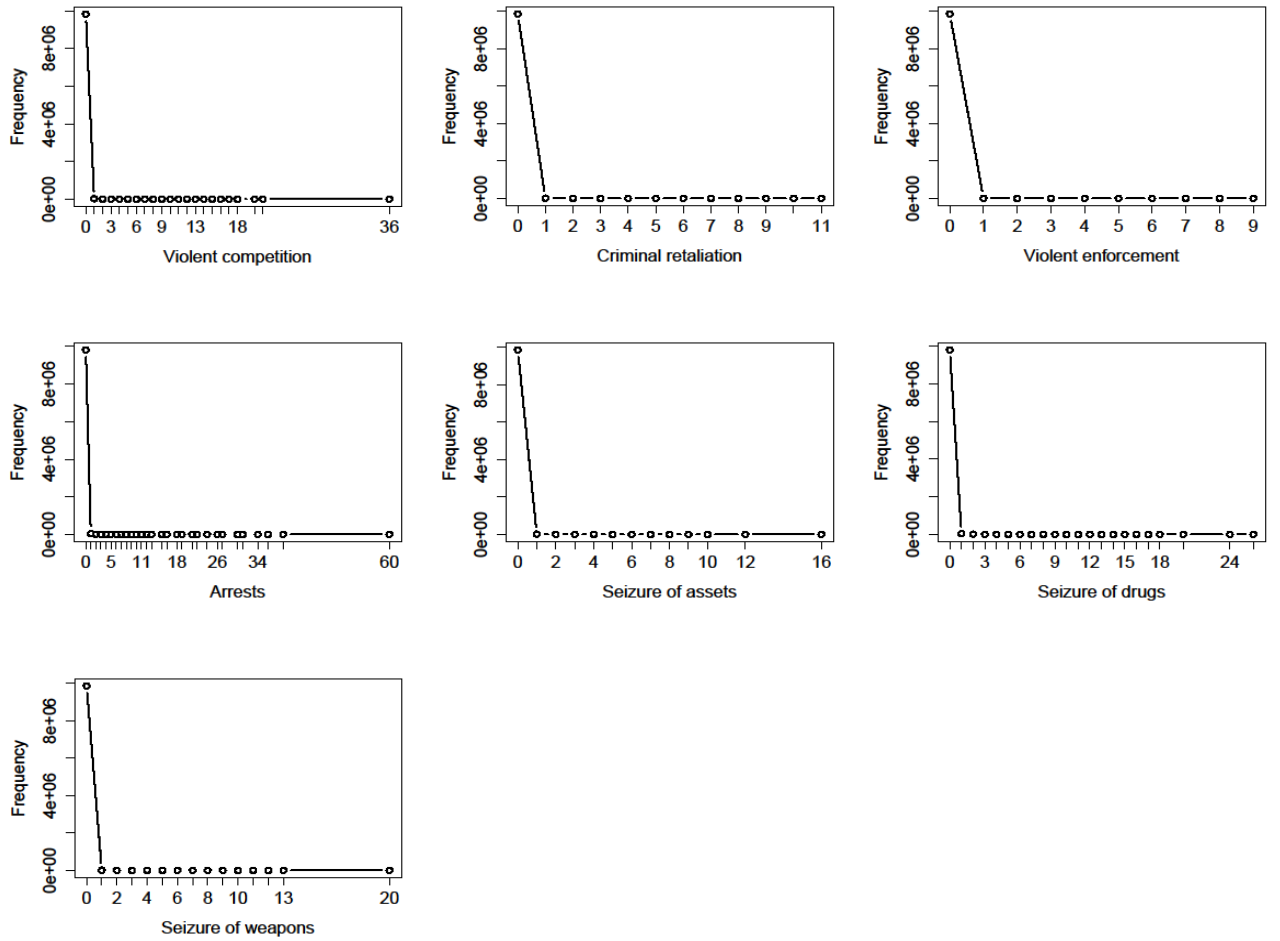 Frequency
0e+00 4e+06 8e+06
0 3 6 9 13 18 36
Violent competition
Frequency
0e+00 4e+06 8e+06
0 1 2 3 4 5 6 7 8 9 11
Criminal retaliation
Frequency
0e+00 4e+06 8e+06
0 1 2 3 4 5 6 7 8 9
Violent enforcement
Frequency
0e+00 4e+06 8e+06
0 5 11 18 26 34 60
Arrests
Frequency
0e+00 4e+06 8e+06
0 2 4 6 8 10 12 16
Seizure of assets
Frequency
0e+00 4e+06 8e+06
0 3 6 9 12 15 18 24
Seizure of drugs
Frequency
0e+00 4e+06 8e+06
0 2 4 6 8 10 13 20
Seizure of weapons